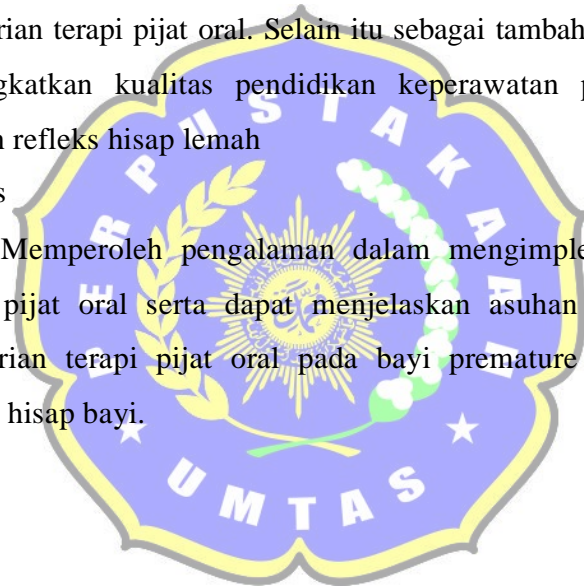 rian terapi pijat oral. Selain itu sebagai tambah
gkatkan kualitas pendidikan keperawatan p
n refleks hisap lemah
s
Memperoleh pengalaman dalam mengimple
pijat oral serta dapat menjelaskan asuhan
rian terapi pijat oral pada bayi premature
hisap bayi.
PERPUSTAKAAN
UMTAS